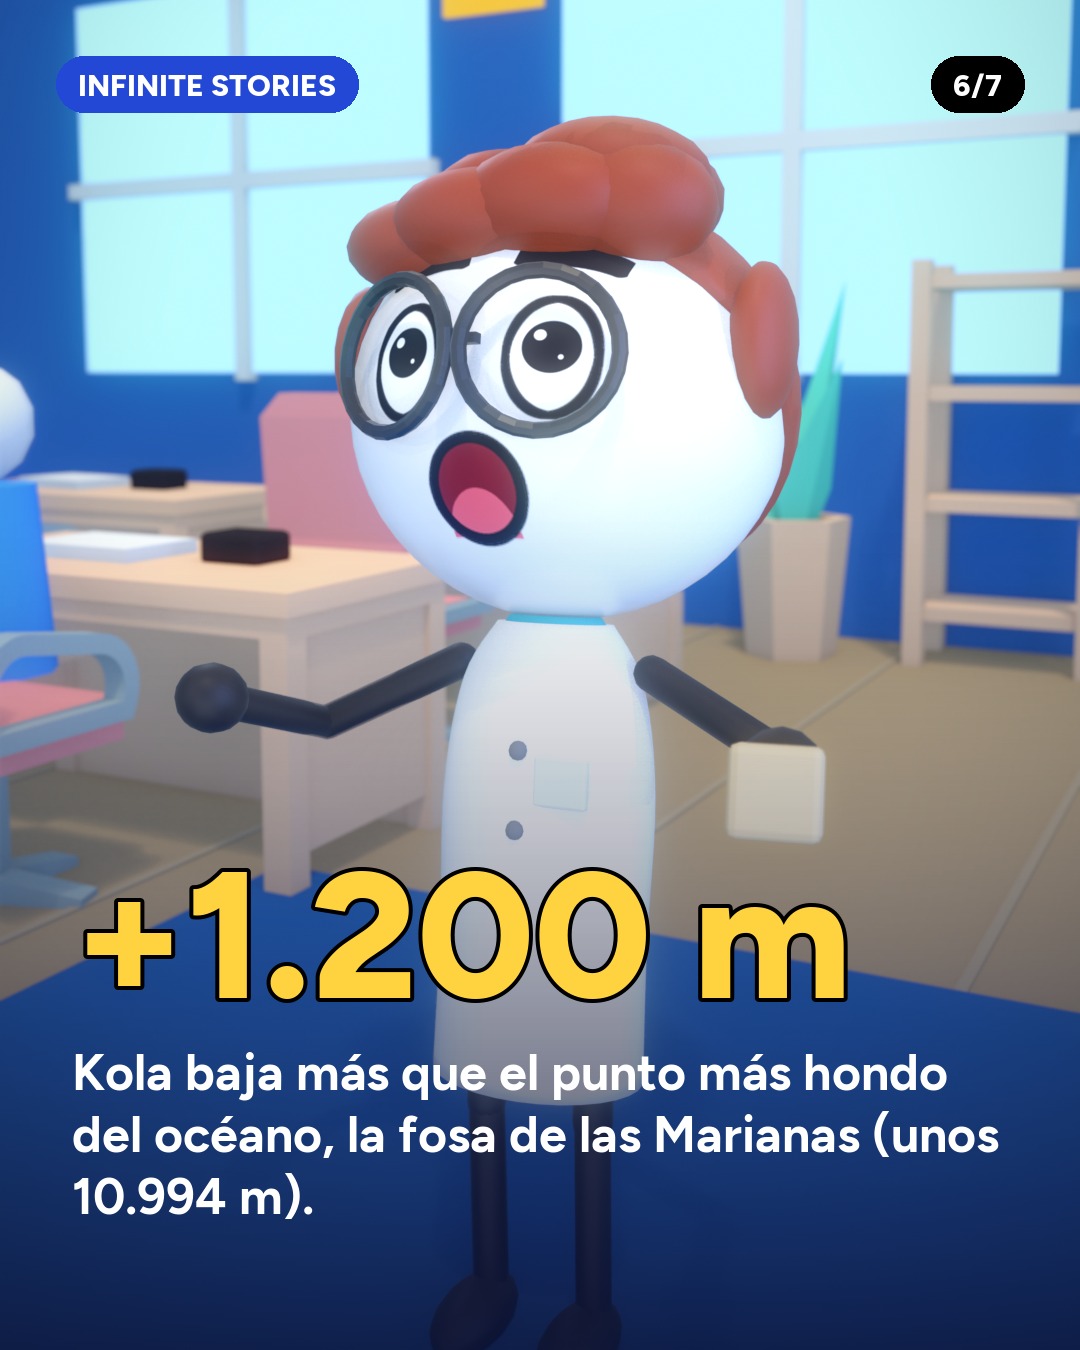 INFINITE STORIES
6/7
+1.200 m
Kola baja más que el punto más hondo
del océano, la fosa de las Marianas (unos
10.994 m).